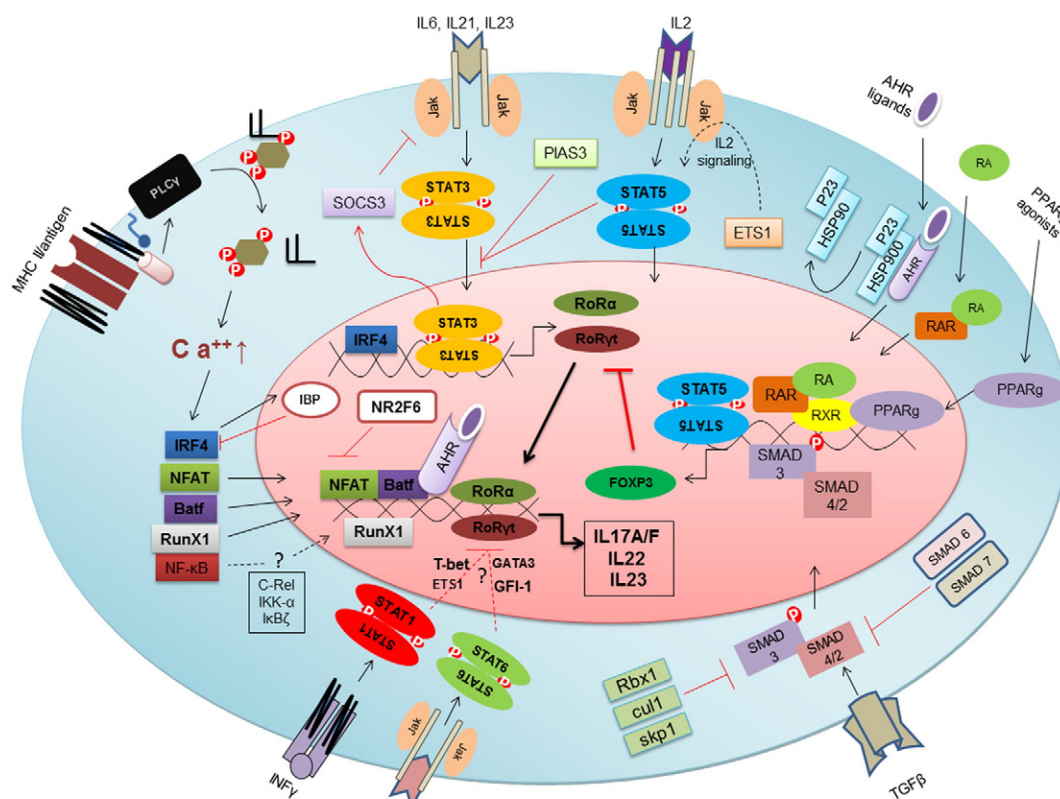 IL6, IL21, IL23
IL2
Jak
Jak
Jak
Jak
AHR
ligands
RA
PPARg
agonists
IL2
signaling
PIAS3
SOCS3
STAT3
P
P
STAT3
STAT5
P
P
STAT5
ETS1
P23
HSP90
P23
HSP900
AHR
P
P
P
PLCγ
MHC II/antigen
P
P
C a⁺⁺ ↑
RAR
RA
PPARg
RoRα
RoRγt
IRF4
STAT3
P
P
STAT3
STAT5
P
P
STAT5
RAR
RA
RXR
PPARg
P
SMAD
3
SMAD
4/2
FOXP3
IBP
NR2F6
IRF4
NFAT
Batf
RunX1
NF-κB
?
C-Rel
IKK-α
IκBζ
NFAT
Batf
AHR
RunX1
RoRα
RoRγt
IL17A/F
IL22
IL23
T-bet
ETS1
?
GATA3
GFI-1
STAT1
P
P
STAT1
STAT6
P
P
STAT6
INFγ
Jak
Jak
SMAD 6
SMAD 7
P
SMAD
3
SMAD
4/2
Rbx1
cul1
skp1
TGFβ